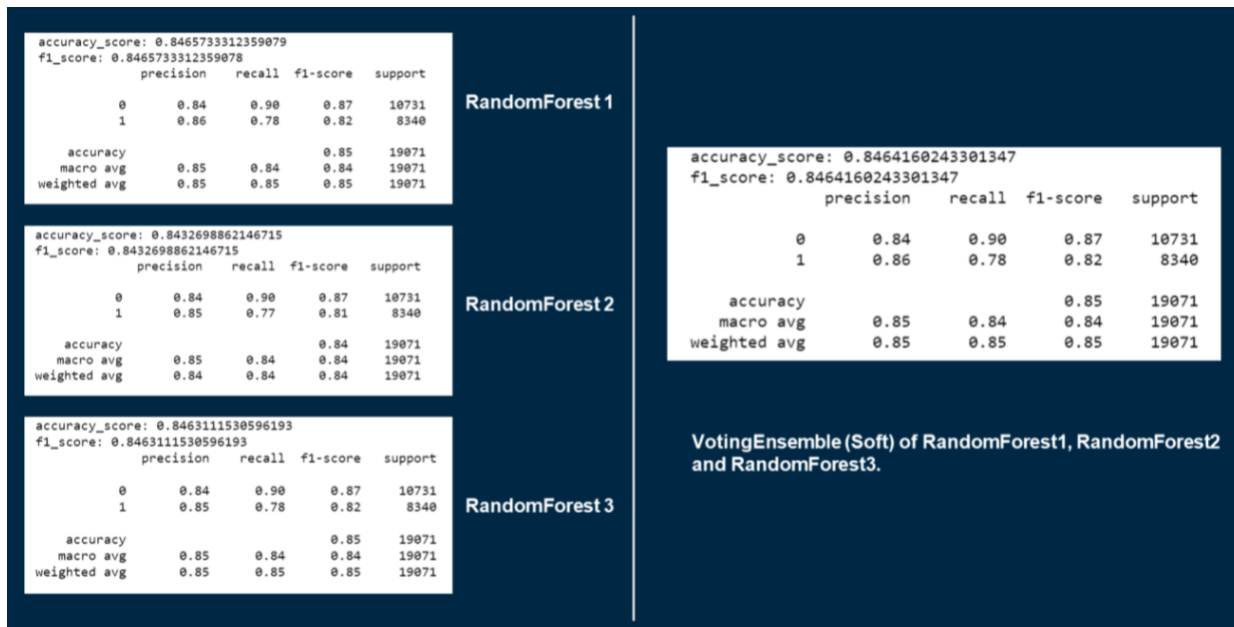 accuracy_score: 0.8465733312359079
f1_score: 0.8465733312359078
precision recall f1-score support
0 0.84 0.90 0.87 10731
1 0.86 0.78 0.82 8340
accuracy 0.85 19071
macro avg 0.85 0.84 0.84 19071
weighted avg 0.85 0.85 0.85 19071
RandomForest 1
accuracy_score: 0.8432698862146715
f1_score: 0.8432698862146715
precision recall f1-score support
0 0.84 0.90 0.87 10731
1 0.85 0.77 0.81 8340
accuracy 0.84 19071
macro avg 0.85 0.84 0.84 19071
weighted avg 0.84 0.84 0.84 19071
RandomForest 2
accuracy_score: 0.8463111530596193
f1_score: 0.8463111530596193
precision recall f1-score support
0 0.84 0.90 0.87 10731
1 0.85 0.78 0.82 8340
accuracy 0.85 19071
macro avg 0.85 0.84 0.84 19071
weighted avg 0.85 0.85 0.85 19071
RandomForest 3
accuracy_score: 0.8464160243301347
f1_score: 0.8464160243301347
precision recall f1-score support
0 0.84 0.90 0.87 10731
1 0.86 0.78 0.82 8340
accuracy 0.85 19071
macro avg 0.85 0.84 0.84 19071
weighted avg 0.85 0.85 0.85 19071
VotingEnsemble (Soft) of RandomForest1, RandomForest2
and RandomForest3.